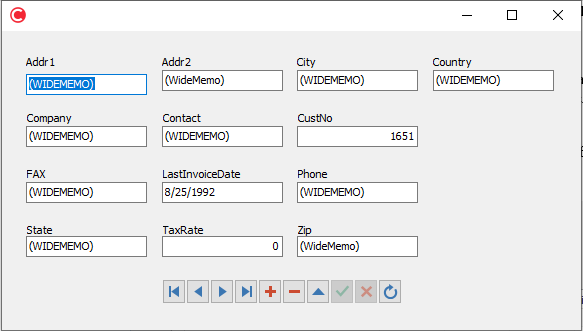 Addr1 Addr2 City Country
(WIDEMEMO) (WideMemo) (WIDEMEMO) (WIDEMEMO)
Company Contact CustNo
(WIDEMEMO) (WIDEMEMO) 1651
FAX LastInvoiceDate Phone
(WIDEMEMO) 8/25/1992 (WIDEMEMO)
State TaxRate Zip
(WIDEMEMO) 0 (WideMemo)